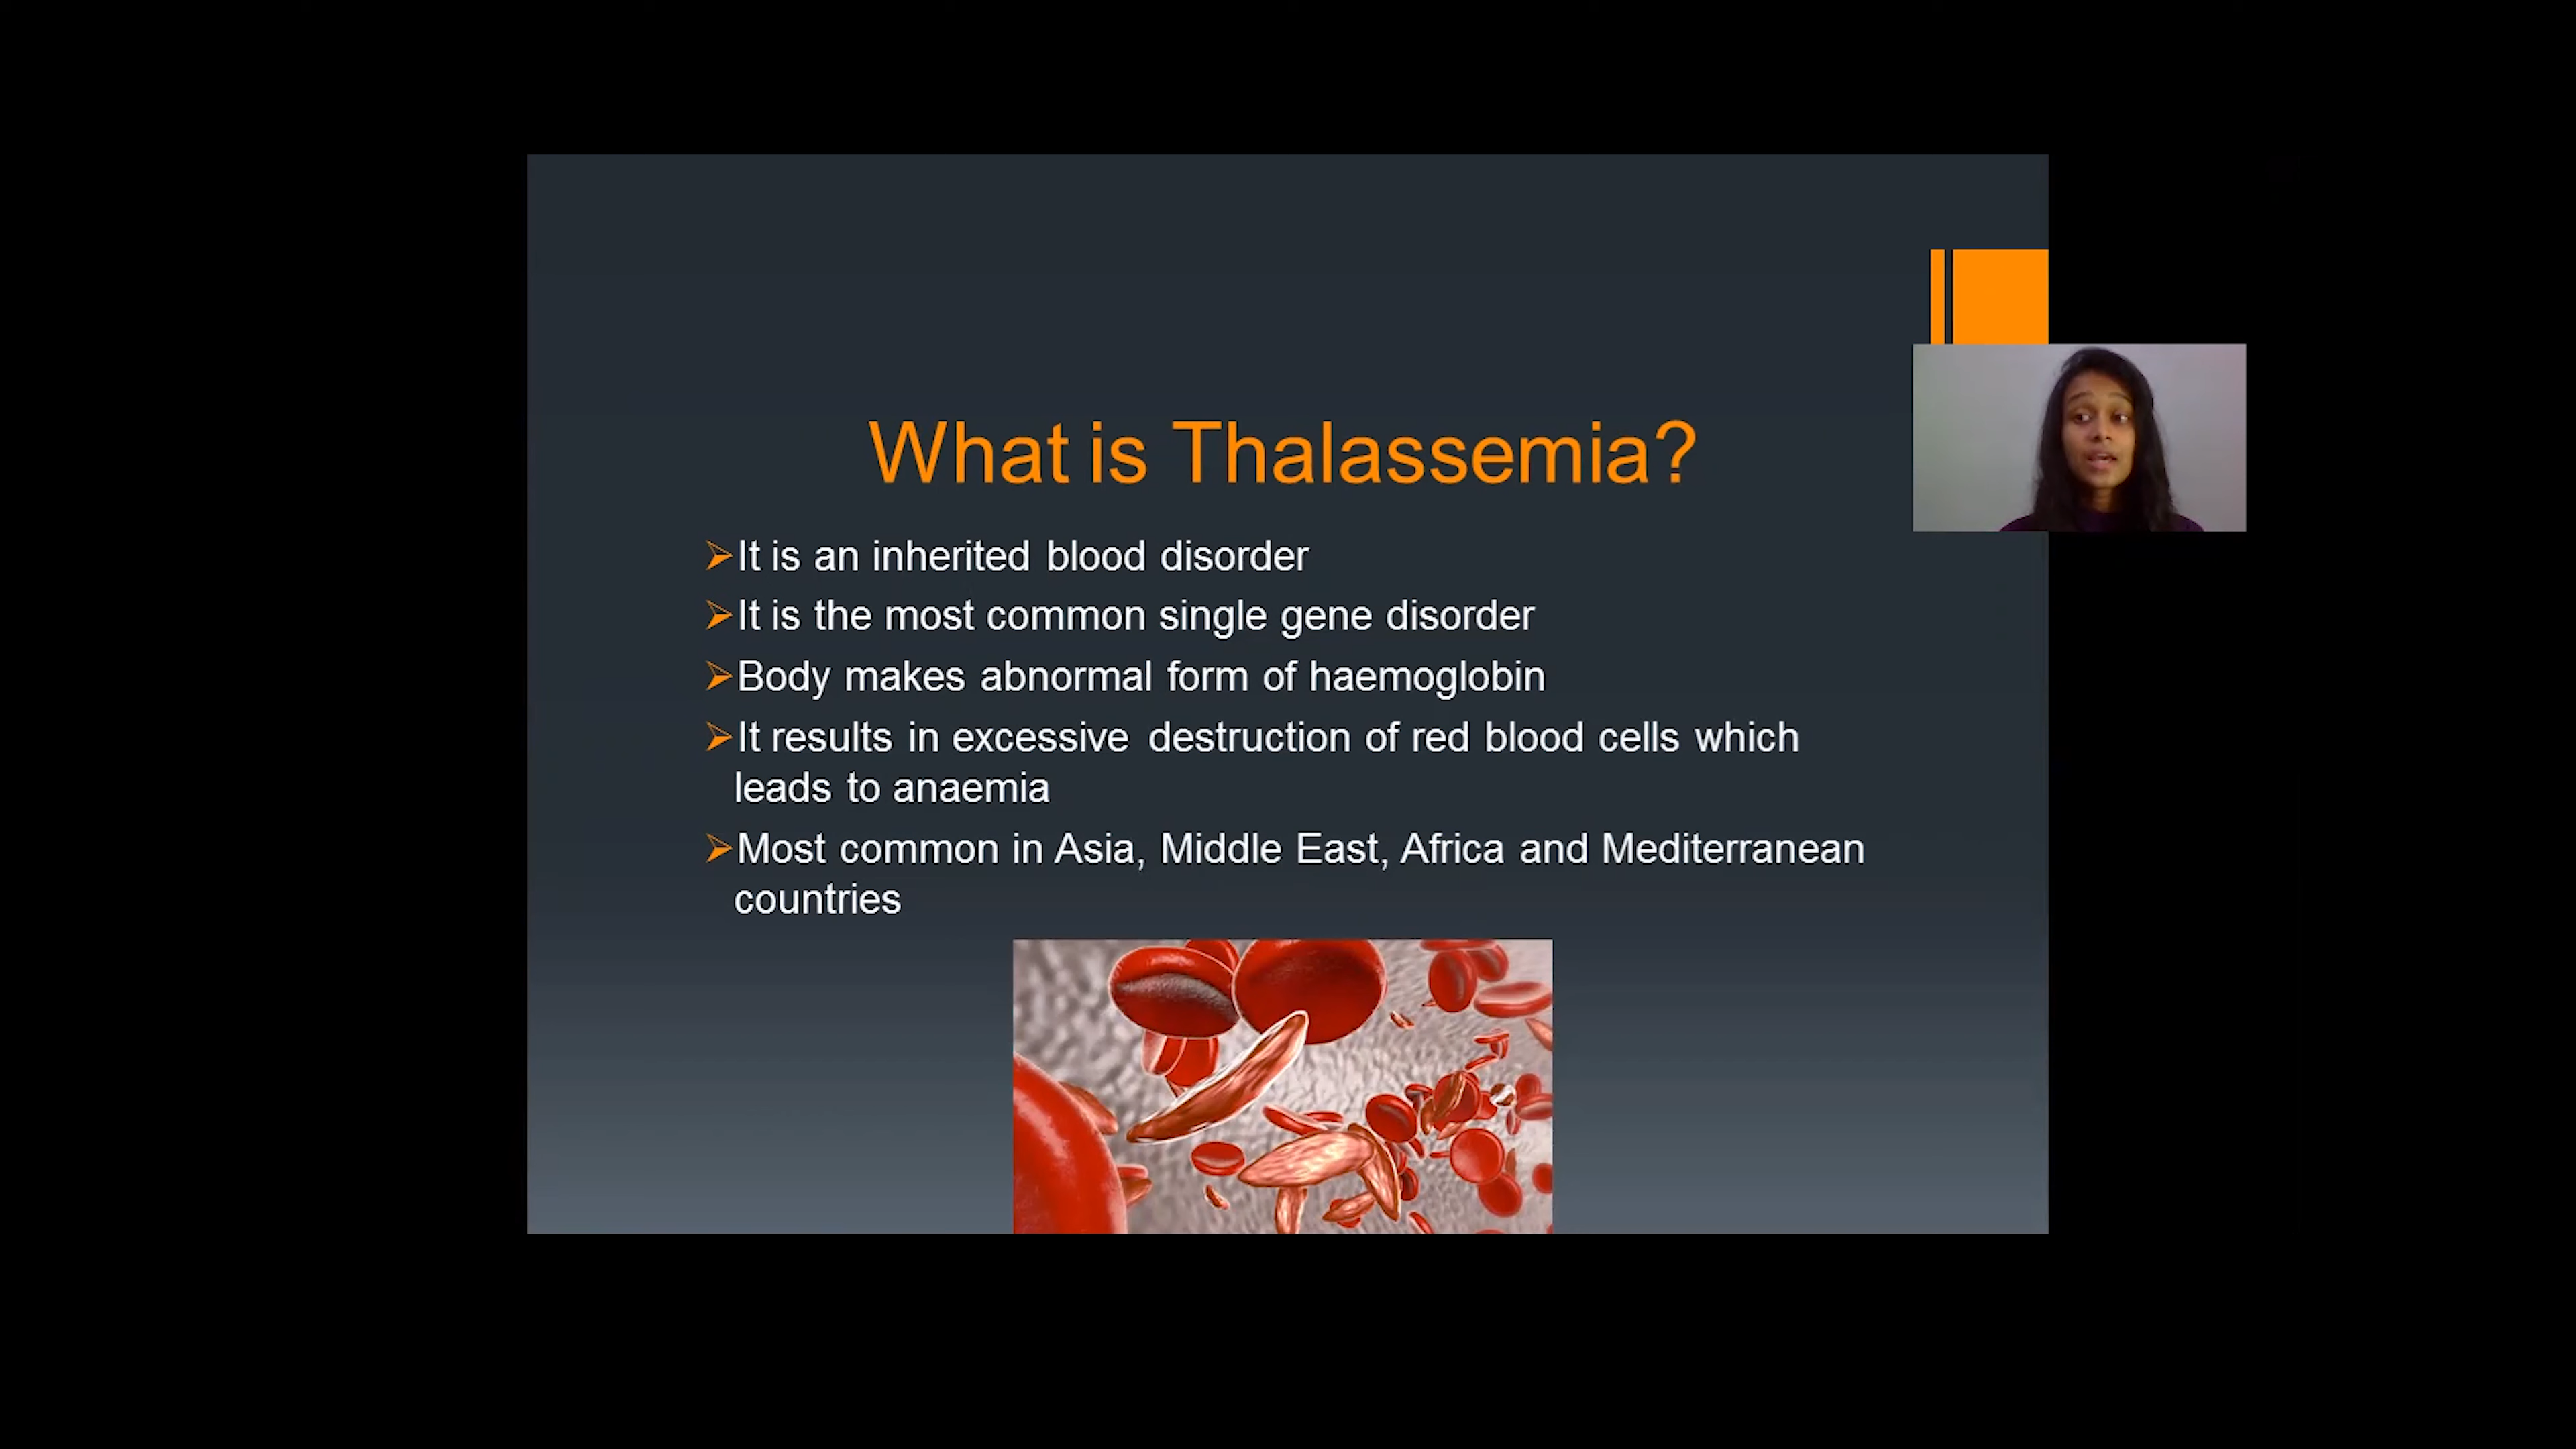 What is Thalassemia?
It is an inherited blood disorder
It is the most common single gene disorder
Body makes abnormal form of haemoglobin
It results in excessive destruction of red blood cells which
leads to anaemia
Most common in Asia, Middle East, Africa and Mediterranean
countries